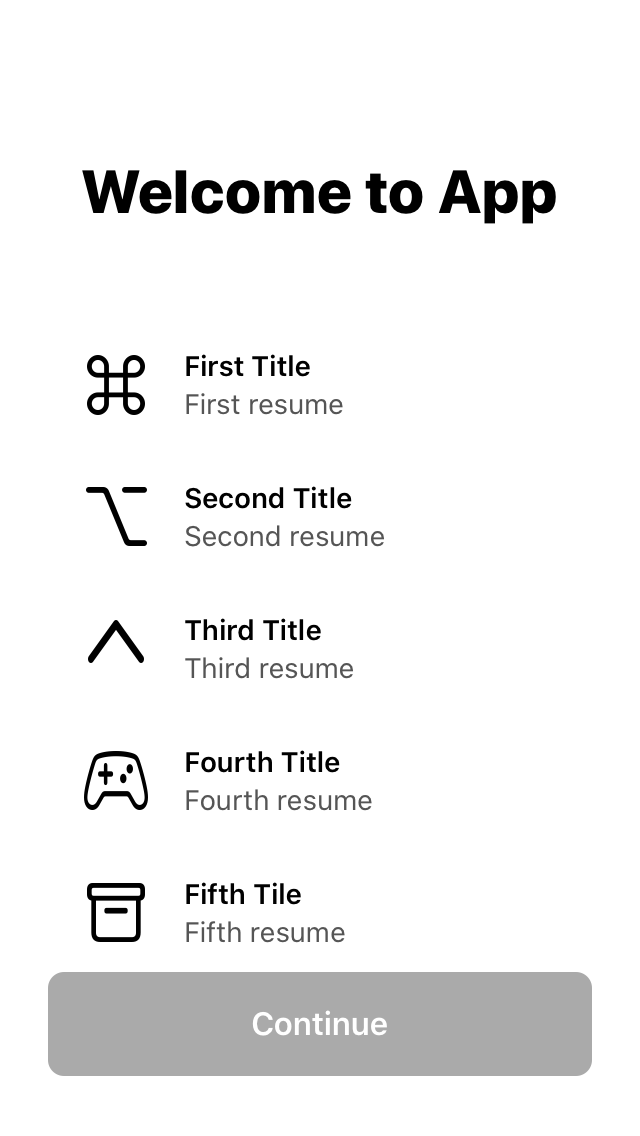 Welcome to App
First Title
First resume
Second Title
Second resume
Third Title
Third resume
Fourth Title
Fourth resume
Fifth Tile
Fifth resume
Continue